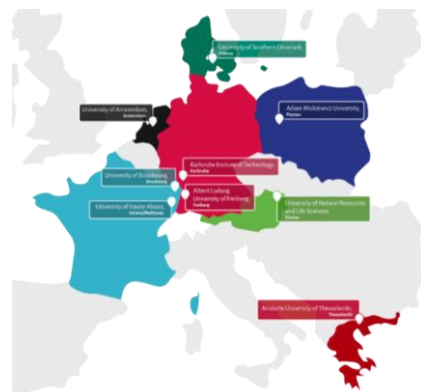 University of Southern Denmark,
Odense
University of Amsterdam,
Amsterdam
Adam Mickiewicz University,
Poznan
Karlsruhe Institute of Technology,
Karlsruhe
University of Strasbourg,
Strasbourg
Albert Ludwig
University of Freiburg,
Freiburg
University of Haute-Alsace,
Colmar/Mulhouse
University of Natural Resources
and Life Sciences,
Vienna
Aristotle University of Thessaloniki,
Thessaloniki